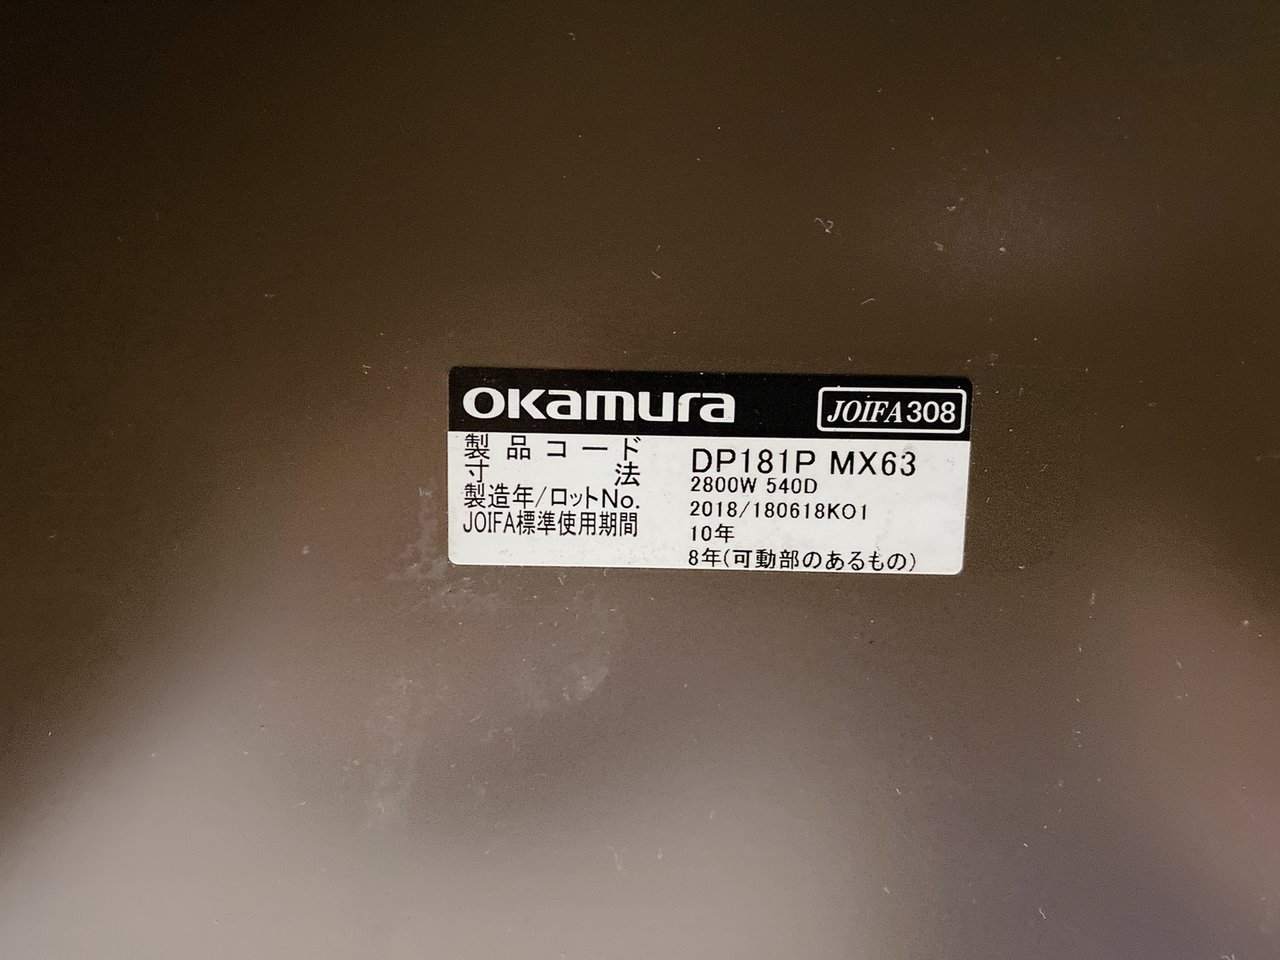 OKamura JOIFA308
製品コード DP181P MX63
寸法 2800W 540D
製造年/ロットNo. 2018/180618KO1
JOIFA標準使用期間 10年
8年(可動部のあるもの)